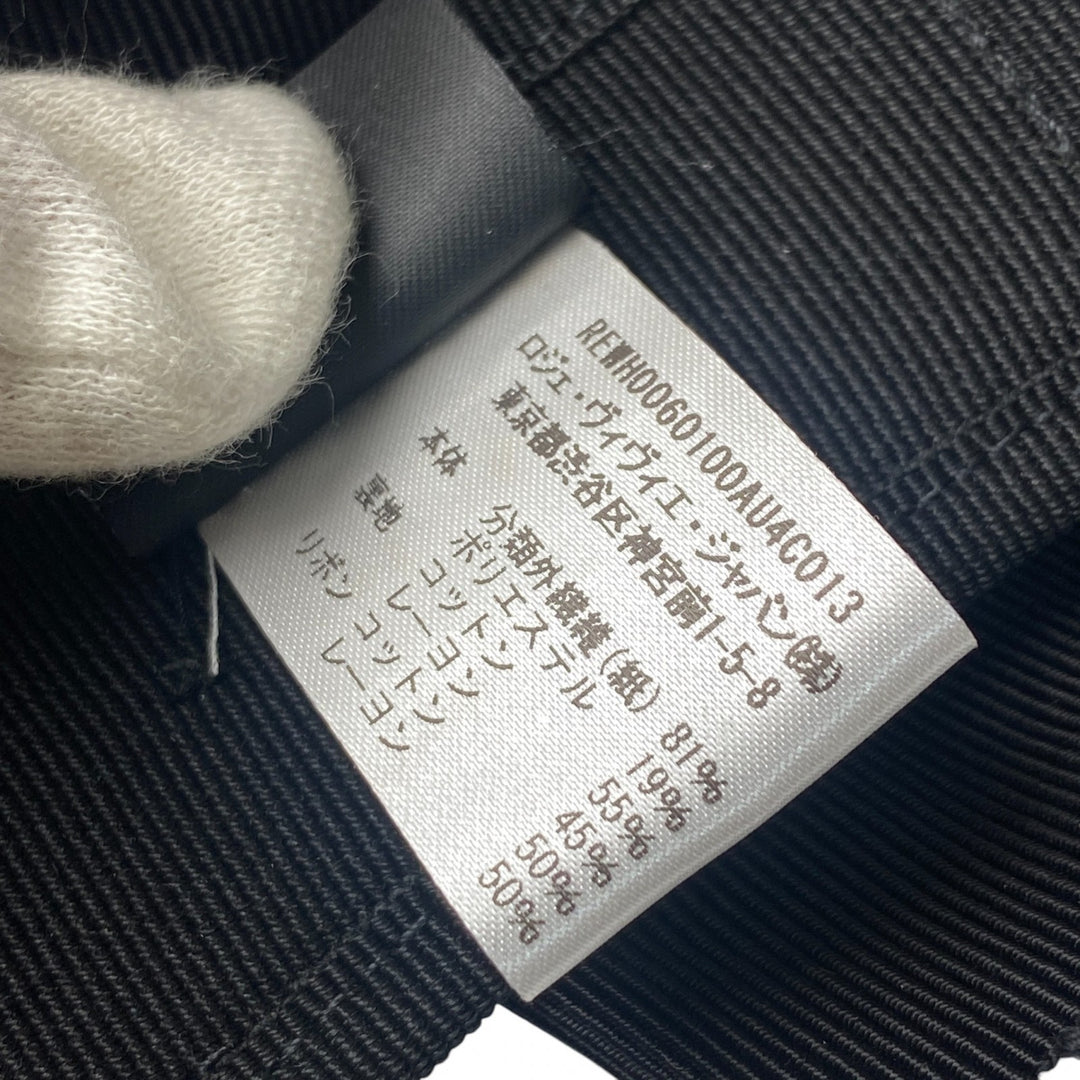 REWH0060100AU4C013
ロジェ・ヴィヴィエ・ジャパン(株)
東京都渋谷区神宮前1-5-8
本体 分類外繊維(紙) 81%
ポリエステル 19%
裏地 コットン 55%
レーヨン 45%
リボン コットン 50%
レーヨン 50%